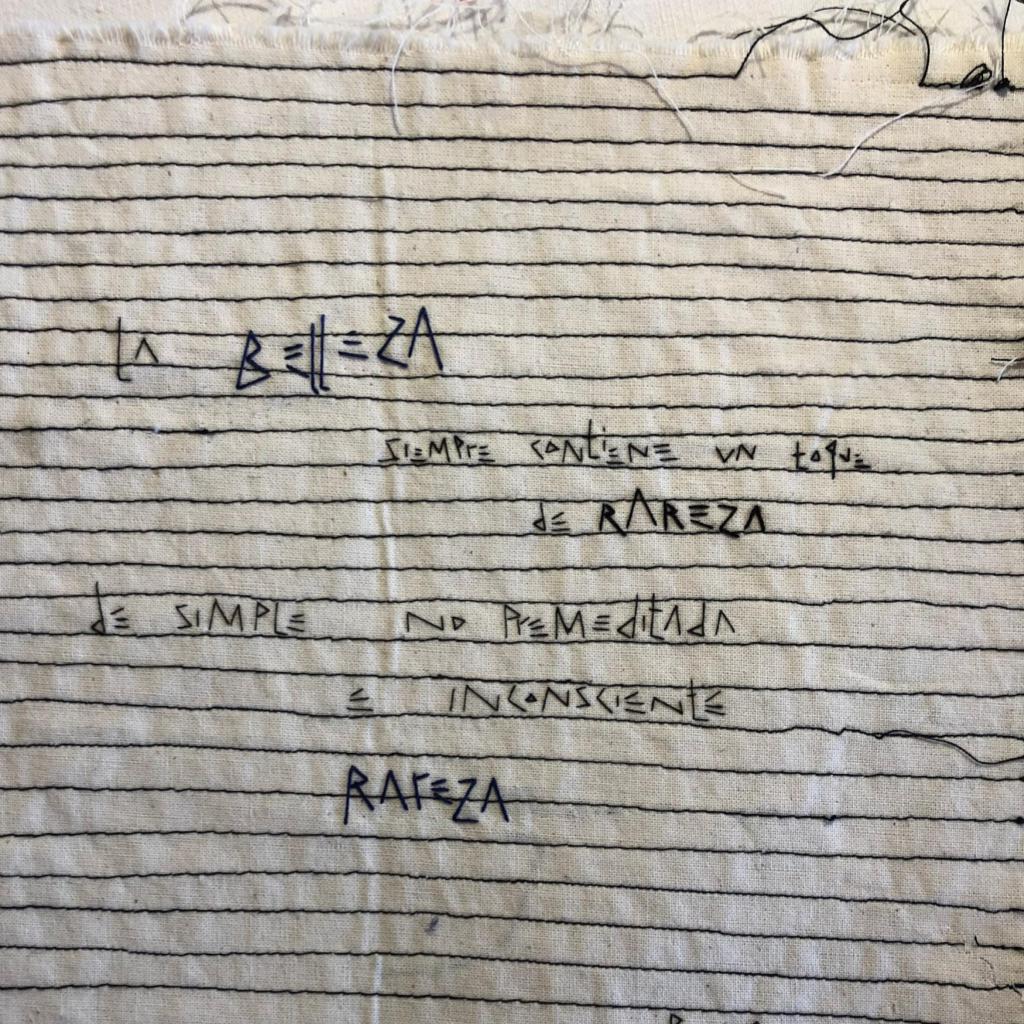 La BELLEZA
SIEMPrE CONtIENE UN toqUE
dE RAREZA
dE SIMPLE NO PrEMEditAdA
E INCONSCIENtE
RArEZA